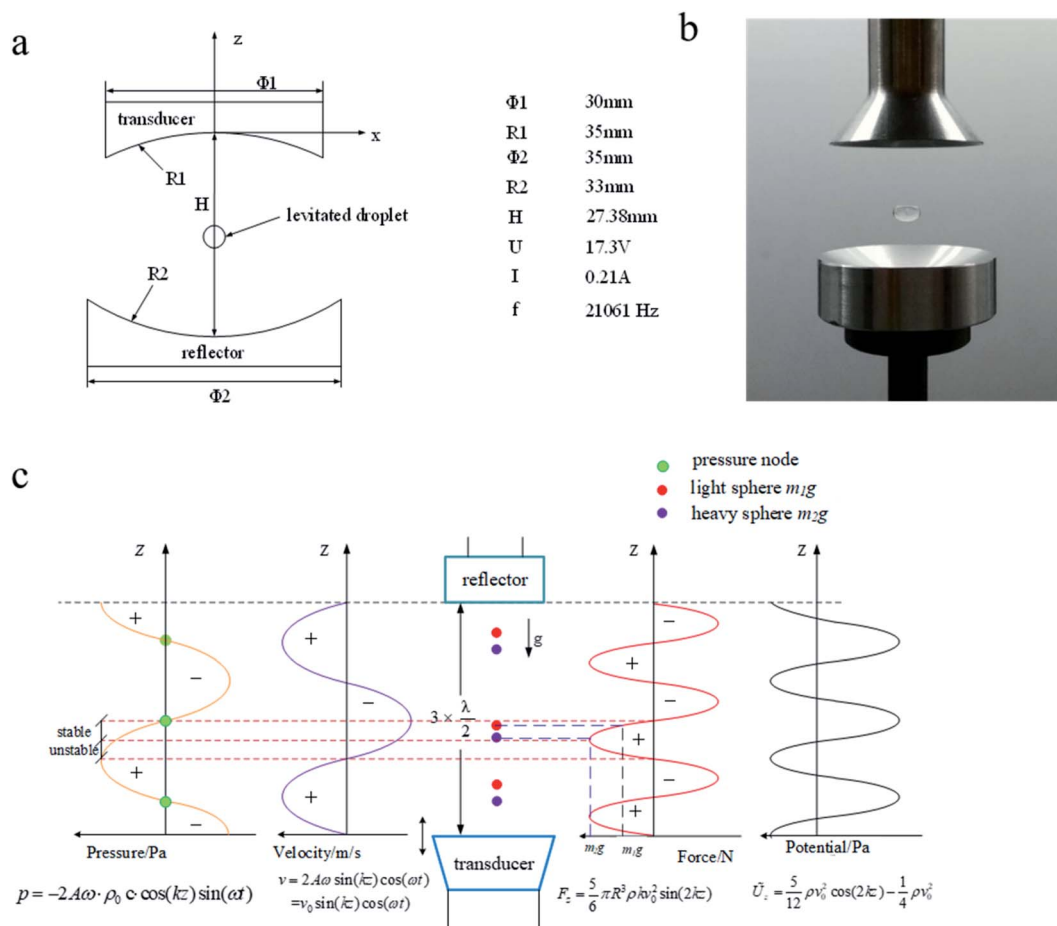 a
z
Φ1
transducer
x
R1
H
levitated droplet
R2
reflector
Φ2
Φ1 30mm
R1 35mm
Φ2 35mm
R2 33mm
H 27.38mm
U 17.3V
I 0.21A
f 21061 Hz
b
c
pressure node
light sphere m₁g
heavy sphere m₂g
Z
Z
reflector
Z
Z
+
+
−
g
−
+
−
3 × λ/2
−
stable
unstable
+
+
+
−
−
+
+
transducer
m₂g
m₁g
Pressure/Pa
Velocity/m/s
Force/N
Potential/Pa
p = −2Aω· ρ₀ c· cos(kz) sin(ωt)
v = 2Aω sin(kz) cos(ωt)
= v₀ sin(kz) cos(ωt)
F_z = 5/6 πR³ρkv₀² sin(2kz)
Ũ_z = 5/12 ρv₀² cos(2kz) − 1/4 ρv₀²